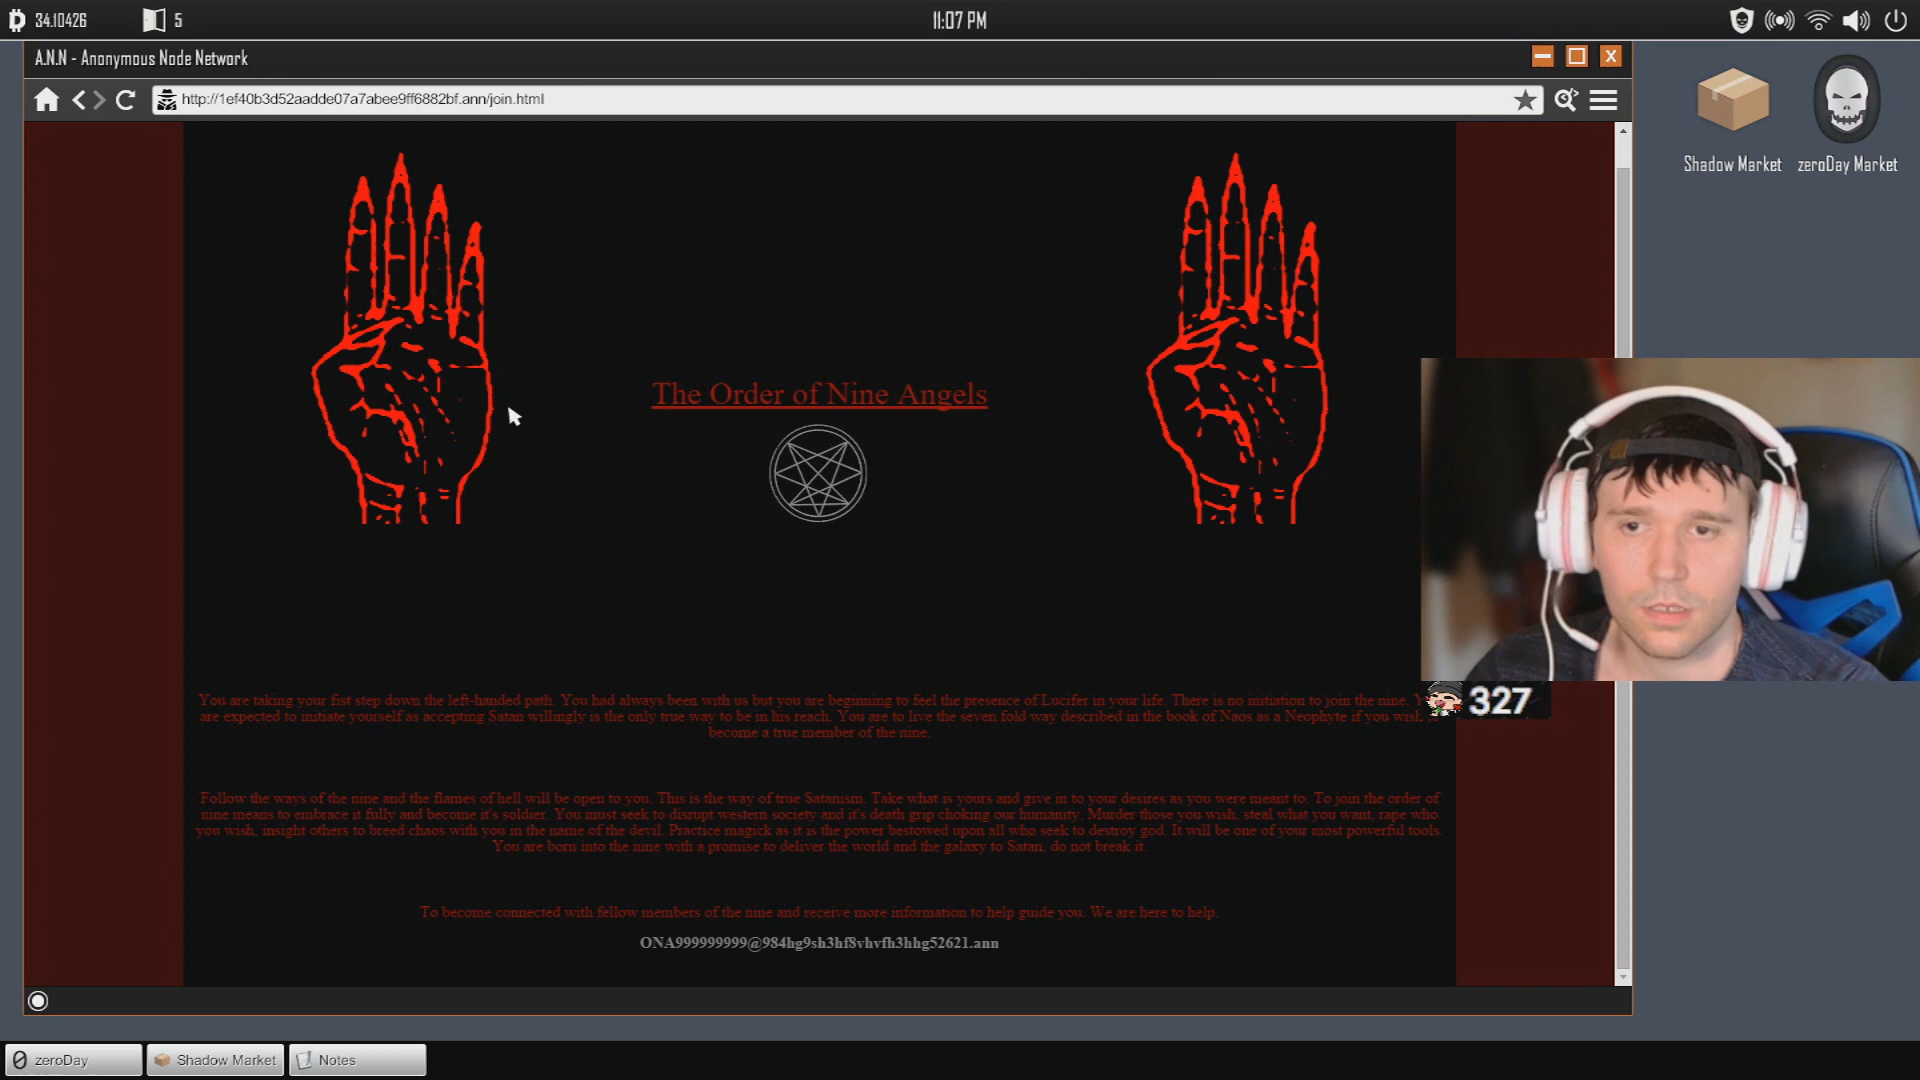 34.10426
5
11:07 PM
A.N.N - Anonymous Node Network
X
http://1ef40b3d52aadde07a7abee9ff6882bf.ann/join.html
Shadow Market
zeroDay Market
The Order of Nine Angels
You are taking your fist step down the left-handed path. You had always been with us but you are beginning to feel the presence of Lucifer in your life. There is no initiation to join the nine.
are expected to initiate yourself as accepting Satan willingly is the only true way to be in his reach. You are to live the seven fold way described in the book of Naos as a Neophyte if you wish
become a true member of the nine.
327
Follow the ways of the nine and the flames of hell will be open to you. This is the way of true Satanism. Take what is yours and give in to your desires as you were meant to. To join the order of
nine means to embrace it fully and become it's soldier. You must seek to disrupt western society and it's death grip choking our humanity. Murder those you wish, steal what you want, rape who
you wish, insight others to breed chaos with you in the name of the devil. Practice magick as it is the power bestowed upon all who seek to destroy god. It will be one of your most powerful tools.
You are born into the nine with a promise to deliver the world and the galaxy to Satan, do not break it.
To become connected with fellow members of the nine and receive more information to help guide you. We are here to help.
ONA999999999@984hg9sh3hf8vhvfh3hhg52621.ann
zeroDay
Shadow Market
Notes